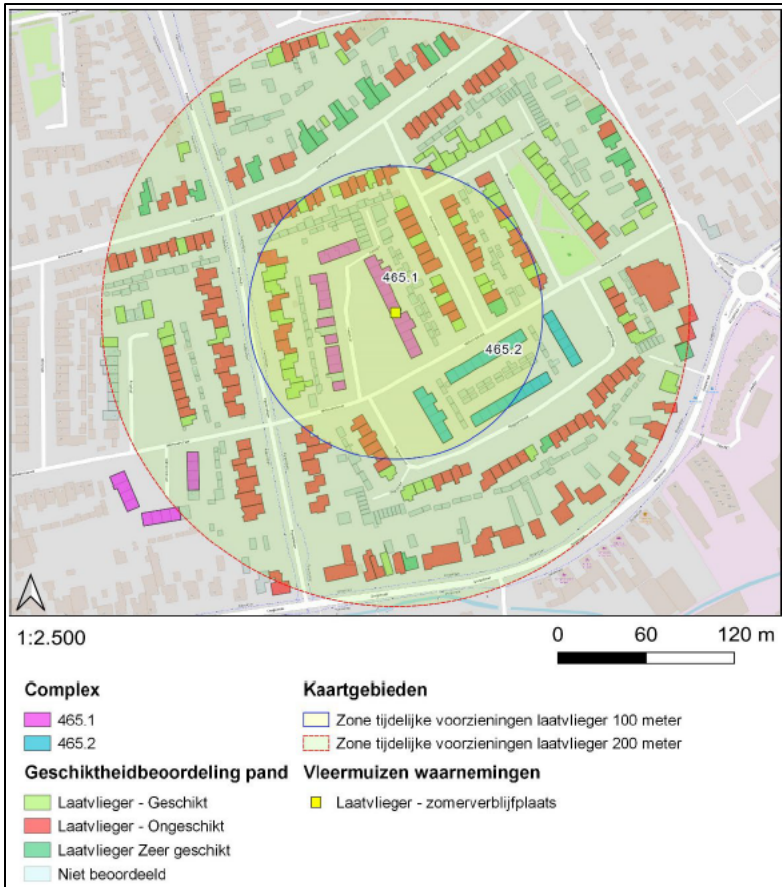 465.1
465.2
1:2.500
0 60 120 m
Complex
465.1
465.2
Geschiktheidbeoordeling pand
Laatvlieger - Geschikt
Laatvlieger - Ongeschikt
Laatvlieger Zeer geschikt
Niet beoordeeld
Kaartgebieden
Zone tijdelijke voorzieningen laatvlieger 100 meter
Zone tijdelijke voorzieningen laatvlieger 200 meter
Vleermuizen waarnemingen
Laatvlieger - zomerverblijfplaats